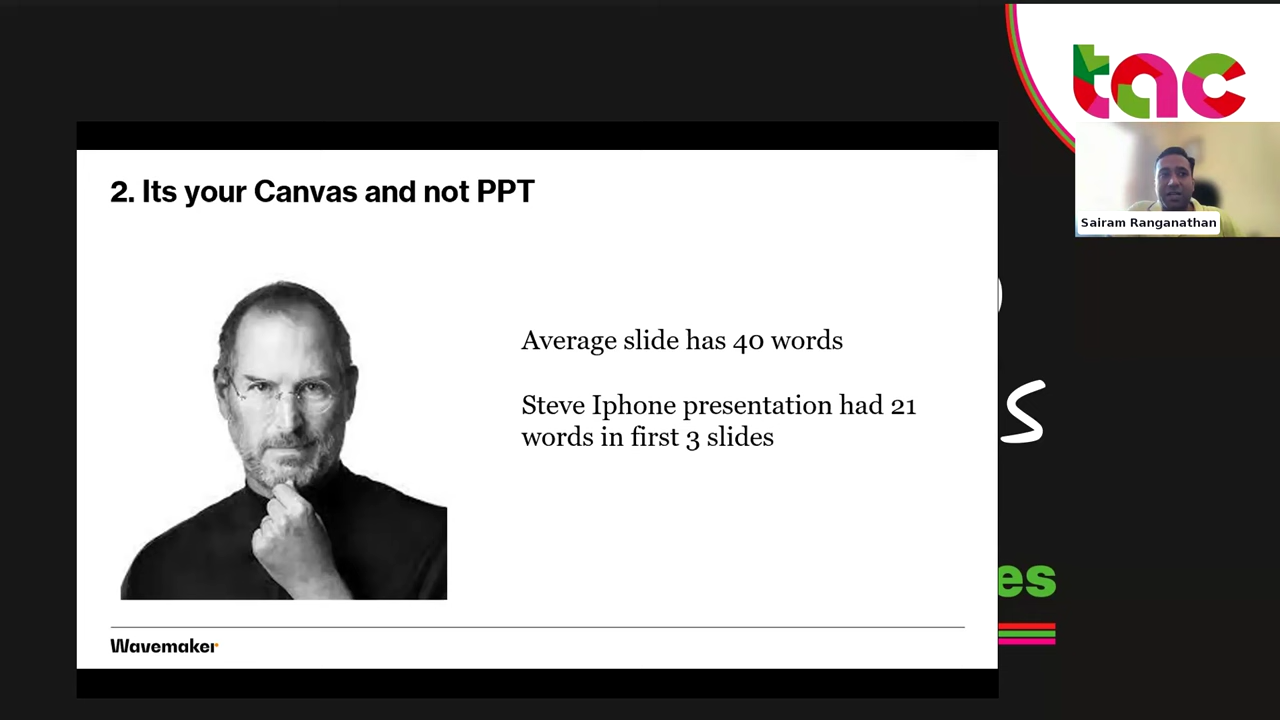 tac
Sairam Ranganathan
2. Its your Canvas and not PPT
Average slide has 40 words
Steve Iphone presentation had 21
words in first 3 slides
s
es
Wavemaker